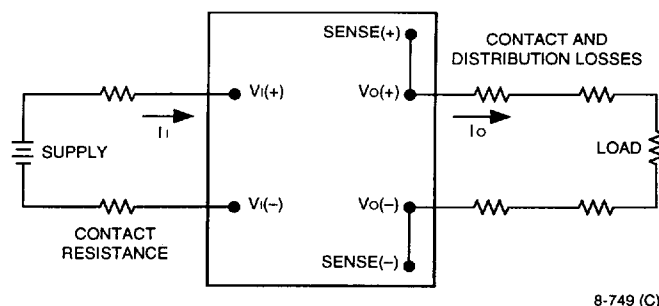 SENSE(+)
CONTACT AND
DISTRIBUTION LOSSES
VI(+)
VO(+)
II
IO
SUPPLY
LOAD
VI(–)
VO(–)
CONTACT
RESISTANCE
SENSE(–)
8-749 (C)